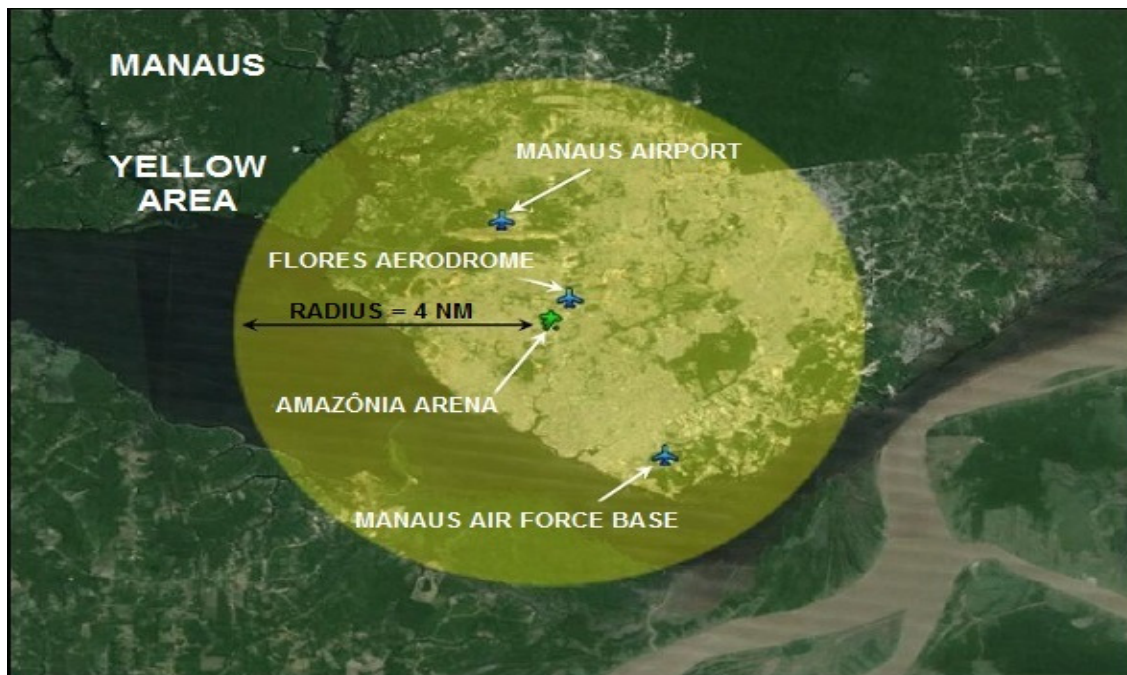 MANAUS
YELLOW
AREA
MANAUS AIRPORT
FLORES AERODROME
RADIUS = 4 NM
AMAZÔNIA ARENA
MANAUS AIR FORCE BASE